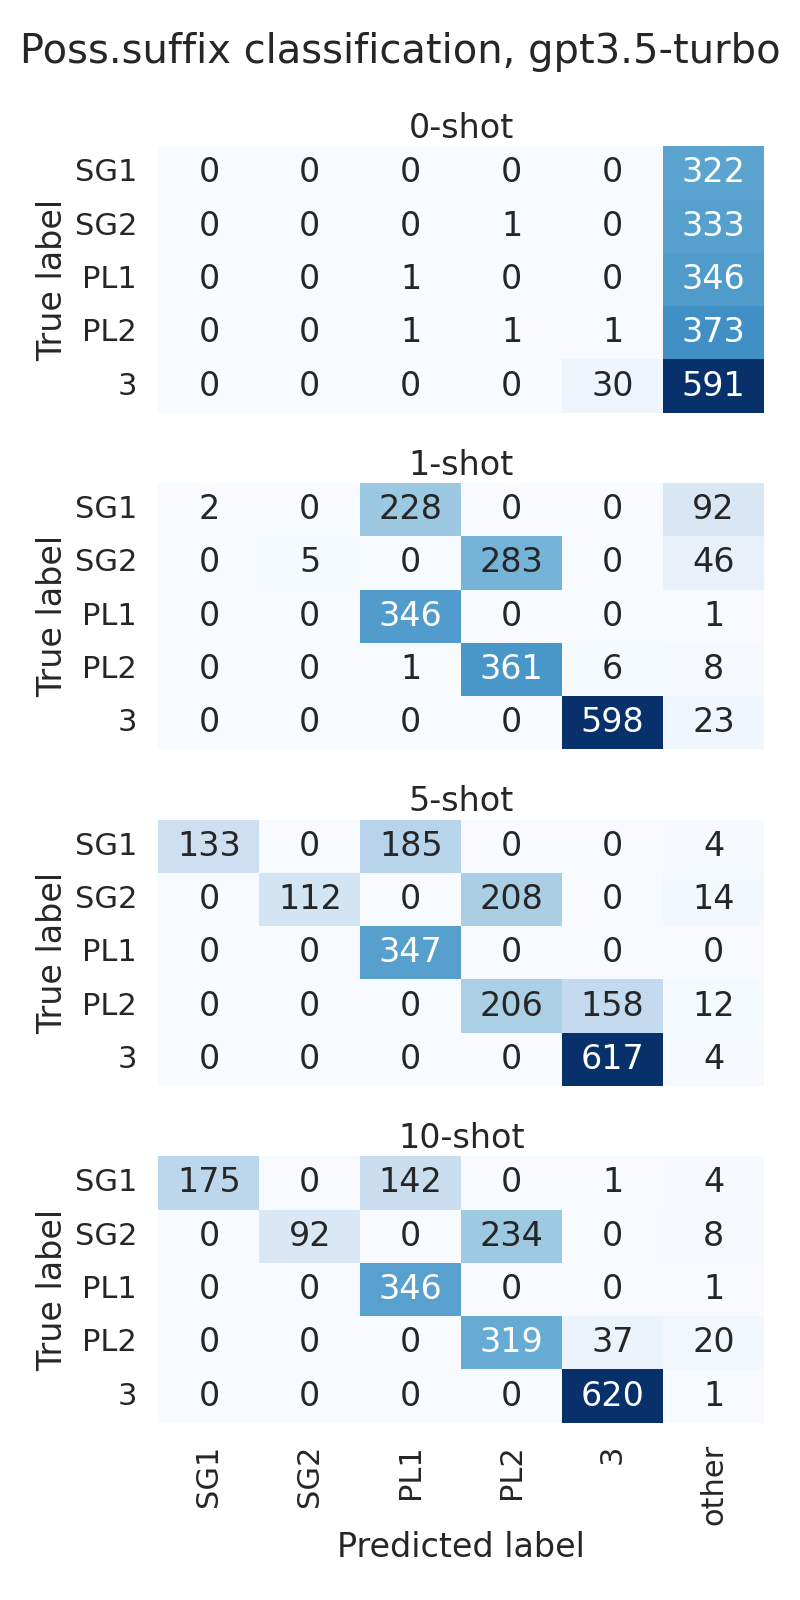 Poss.suffix classification, gpt3.5-turbo
0-shot
True label
SG1 0 0 0 0 0 322
SG2 0 0 0 1 0 333
PL1 0 0 1 0 0 346
PL2 0 0 1 1 1 373
3 0 0 0 0 30 591
1-shot
True label
SG1 2 0 228 0 0 92
SG2 0 5 0 283 0 46
PL1 0 0 346 0 0 1
PL2 0 0 1 361 6 8
3 0 0 0 0 598 23
5-shot
True label
SG1 133 0 185 0 0 4
SG2 0 112 0 208 0 14
PL1 0 0 347 0 0 0
PL2 0 0 0 206 158 12
3 0 0 0 0 617 4
10-shot
True label
SG1 175 0 142 0 1 4
SG2 0 92 0 234 0 8
PL1 0 0 346 0 0 1
PL2 0 0 0 319 37 20
3 0 0 0 0 620 1
SG1 SG2 PL1 PL2 3 other
Predicted label